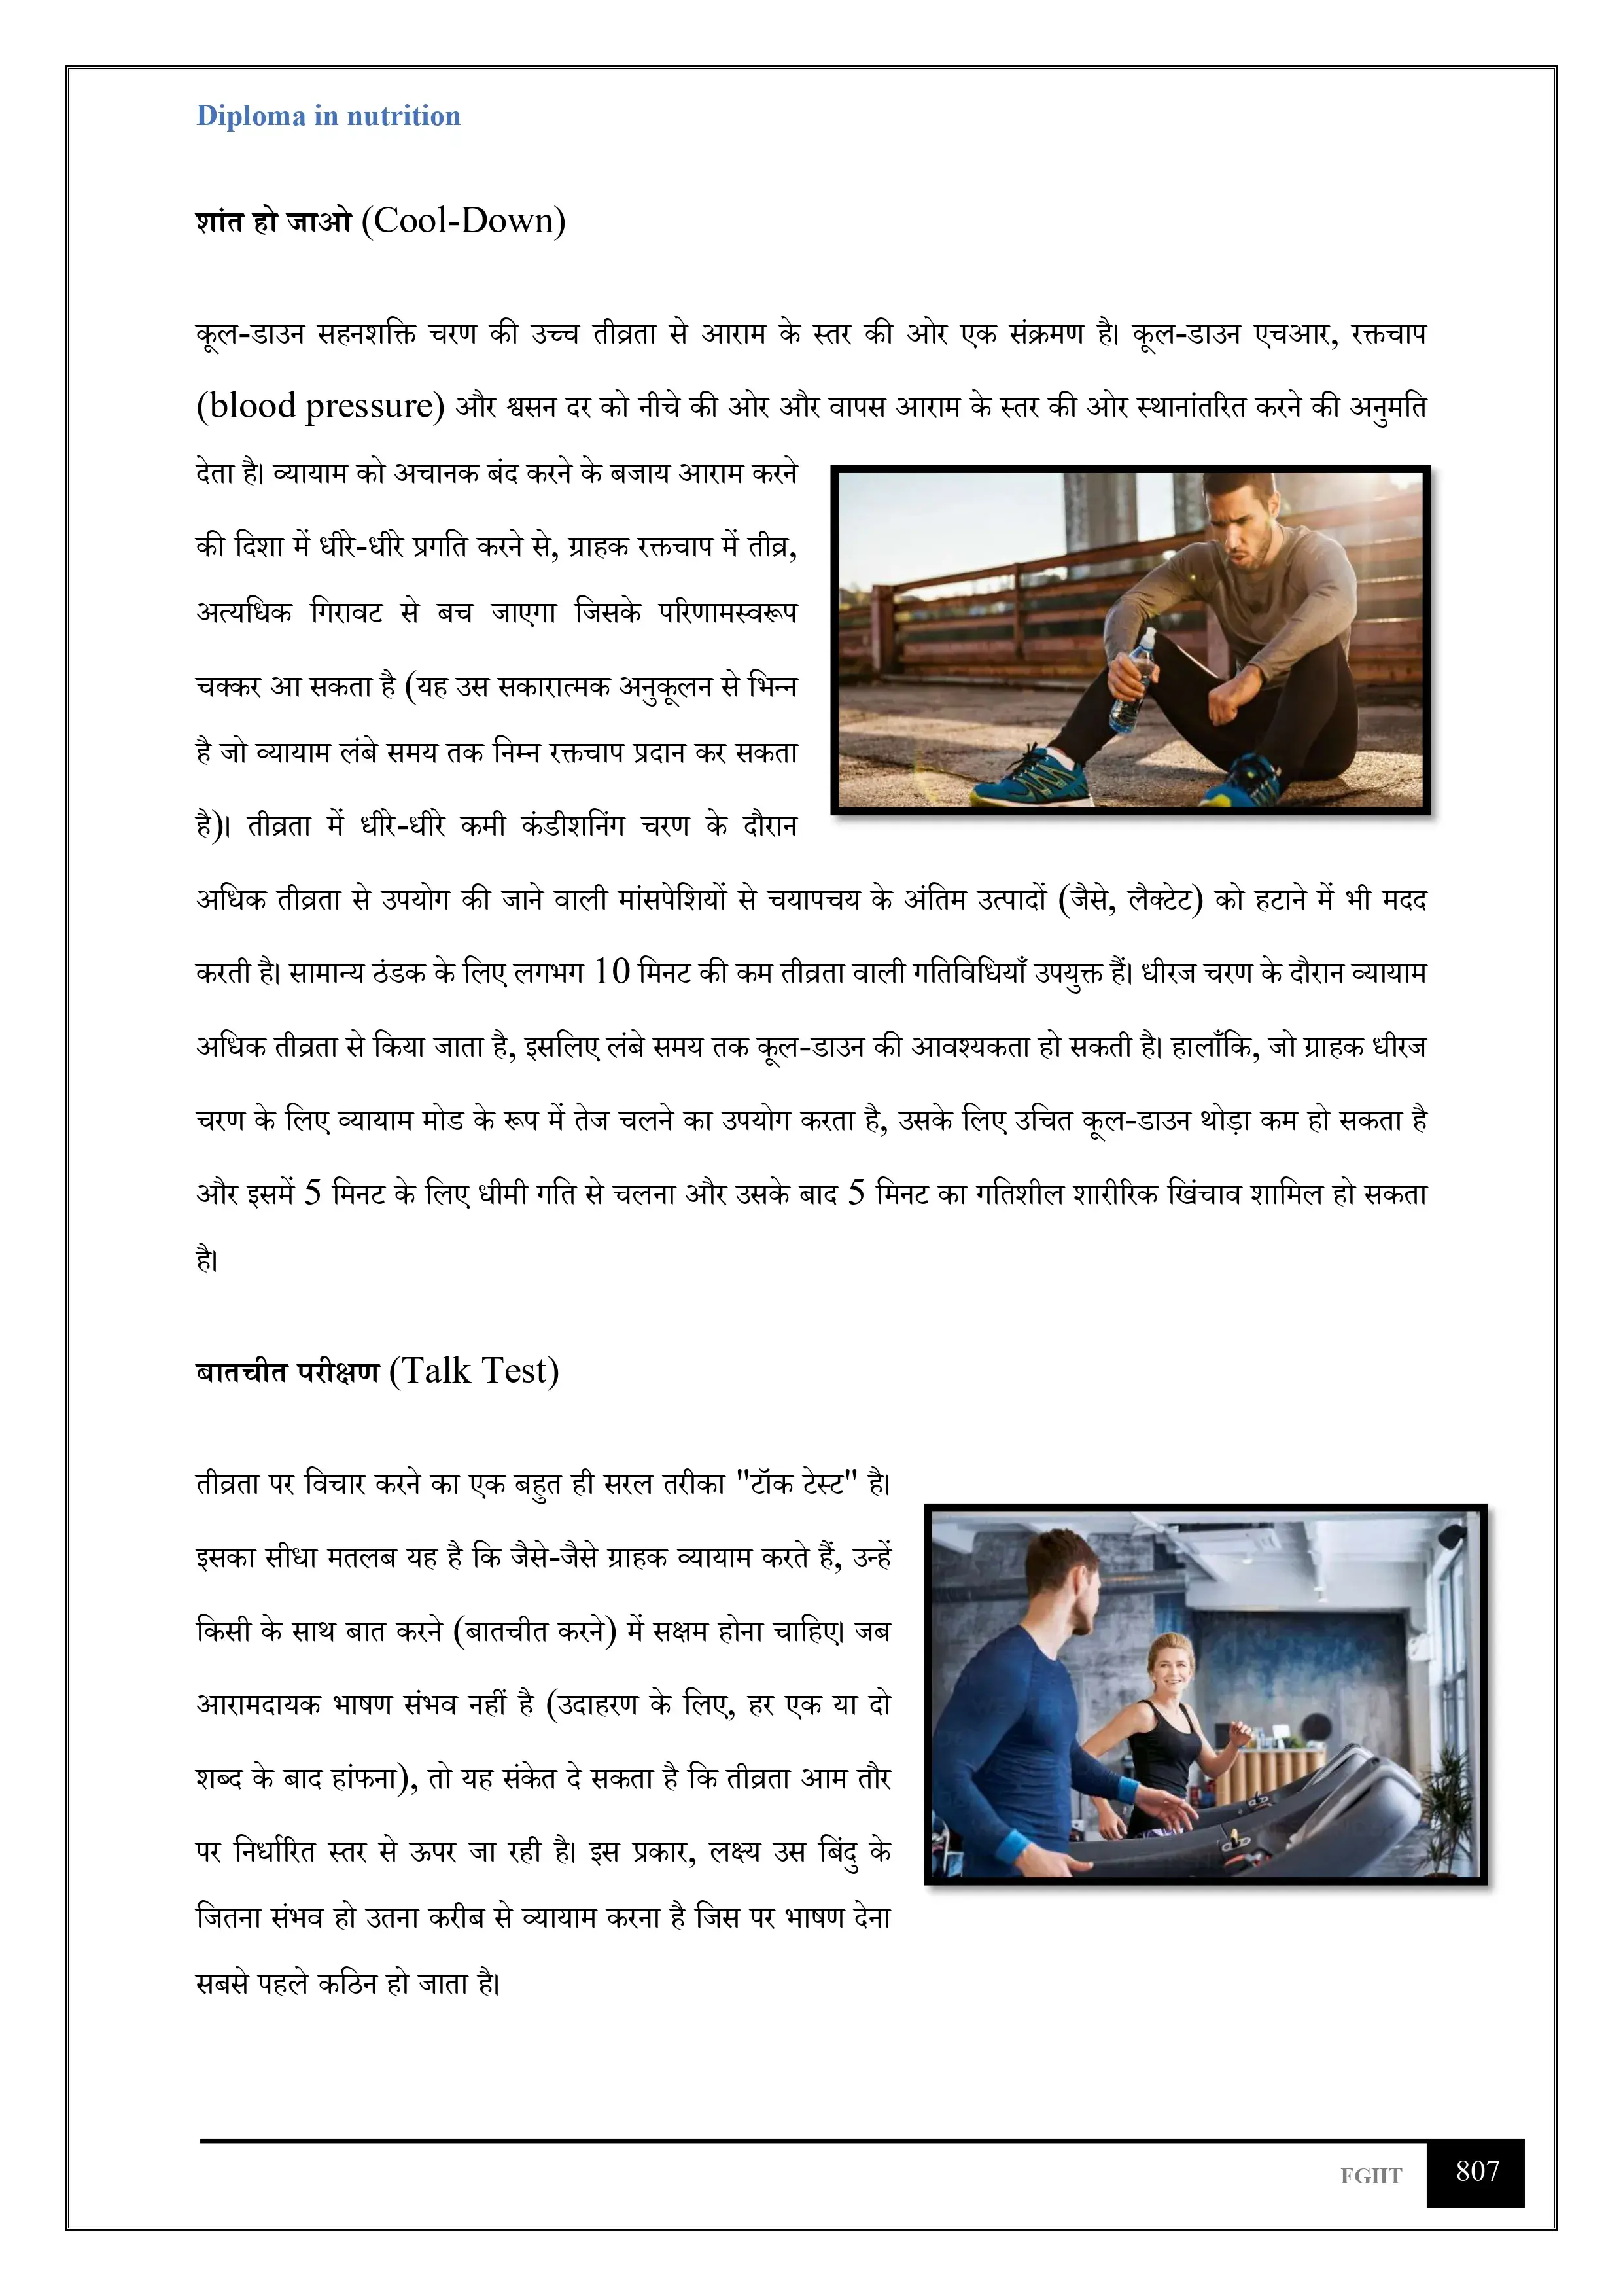 Diploma in nutrition
शांत हो जाओ (Cool-Down)
कूल-डाउन सहनशक्ति चरण की उच्च तीव्रता से आराम के स्तर की ओर एक संक्रमण है। कूल-डाउन एचआर, रक्तचाप
(blood pressure) और श्वसन दर को नीचे की ओर और वापस आराम के स्तर की ओर स्थानांतरित करने की अनुमति
देता है। व्यायाम को अचानक बंद करने के बजाय आराम करने
की दिशा में धीरे-धीरे प्रगति करने से, ग्राहक रक्तचाप में तीव्र,
अत्यधिक गिरावट से बच जाएगा जिसके परिणामस्वरूप
चक्कर आ सकता है (यह उस सकारात्मक अनुकूलन से भिन्न
है जो व्यायाम लंबे समय तक निम्न रक्तचाप प्रदान कर सकता
है)। तीव्रता में धीरे-धीरे कमी कंडीशनिंग चरण के दौरान
अधिक तीव्रता से उपयोग की जाने वाली मांसपेशियों से चयापचय के अंतिम उत्पादों (जैसे, लैक्टेट) को हटाने में भी मदद
करती है। सामान्य ठंडक के लिए लगभग 10 मिनट की कम तीव्रता वाली गतिविधियाँ उपयुक्त हैं। धीरज चरण के दौरान व्यायाम
अधिक तीव्रता से किया जाता है, इसलिए लंबे समय तक कूल-डाउन की आवश्यकता हो सकती है। हालाँकि, जो ग्राहक धीरज
चरण के लिए व्यायाम मोड के रूप में तेज चलने का उपयोग करता है, उसके लिए उचित कूल-डाउन थोड़ा कम हो सकता है
और इसमें 5 मिनट के लिए धीमी गति से चलना और उसके बाद 5 मिनट का गतिशील शारीरिक खिंचाव शामिल हो सकता
है।
बातचीत परीक्षण (Talk Test)
तीव्रता पर विचार करने का एक बहुत ही सरल तरीका "टॉक टेस्ट" है।
इसका सीधा मतलब यह है कि जैसे-जैसे ग्राहक व्यायाम करते हैं, उन्हें
किसी के साथ बात करने (बातचीत करने) में सक्षम होना चाहिए। जब
आरामदायक भाषण संभव नहीं है (उदाहरण के लिए, हर एक या दो
शब्द के बाद हांफना), तो यह संकेत दे सकता है कि तीव्रता आम तौर
पर निर्धारित स्तर से ऊपर जा रही है। इस प्रकार, लक्ष्य उस बिंदु के
जितना संभव हो उतना करीब से व्यायाम करना है जिस पर भाषण देना
सबसे पहले कठिन हो जाता है।
FGIIT 807